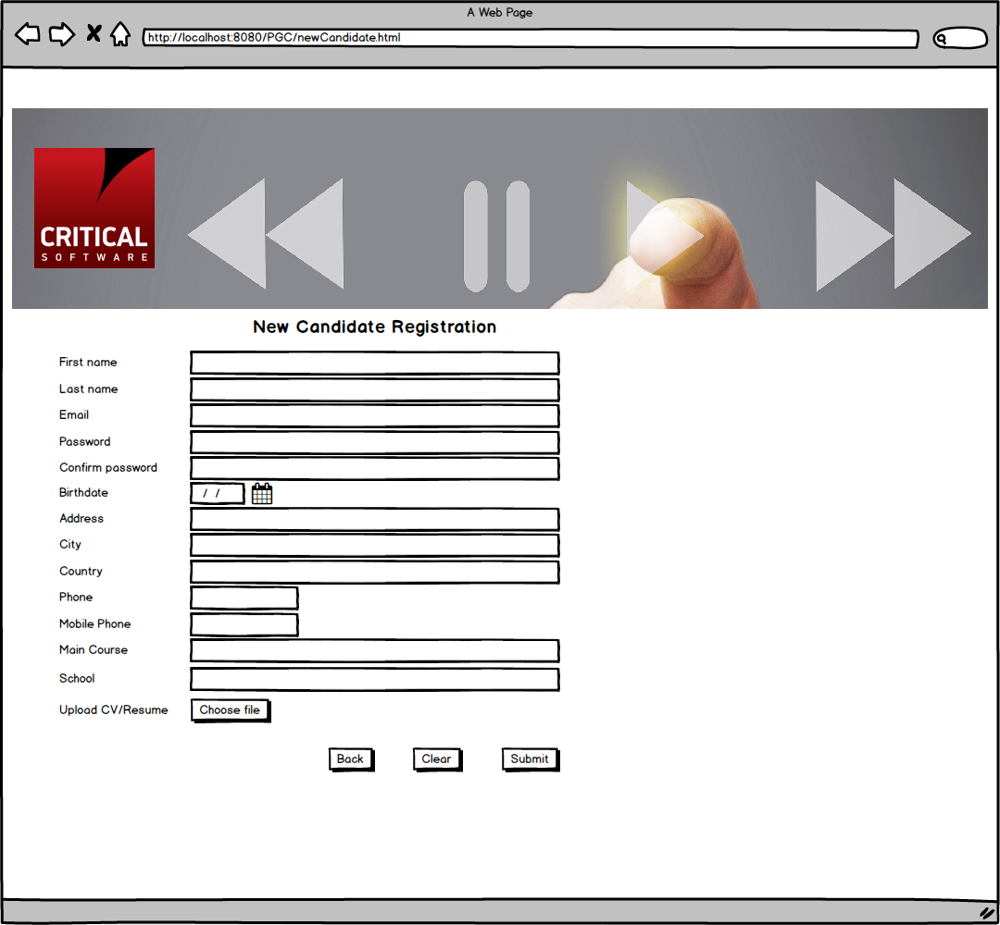 A Web Page
http://localhost:8080/PGC/newCandidate.html
CRITICAL
SOFTWARE
New Candidate Registration
First name
Last name
Email
Password
Confirm password
Birthdate / /
Address
City
Country
Phone
Mobile Phone
Main Course
School
Upload CV/Resume Choose file
Back Clear Submit